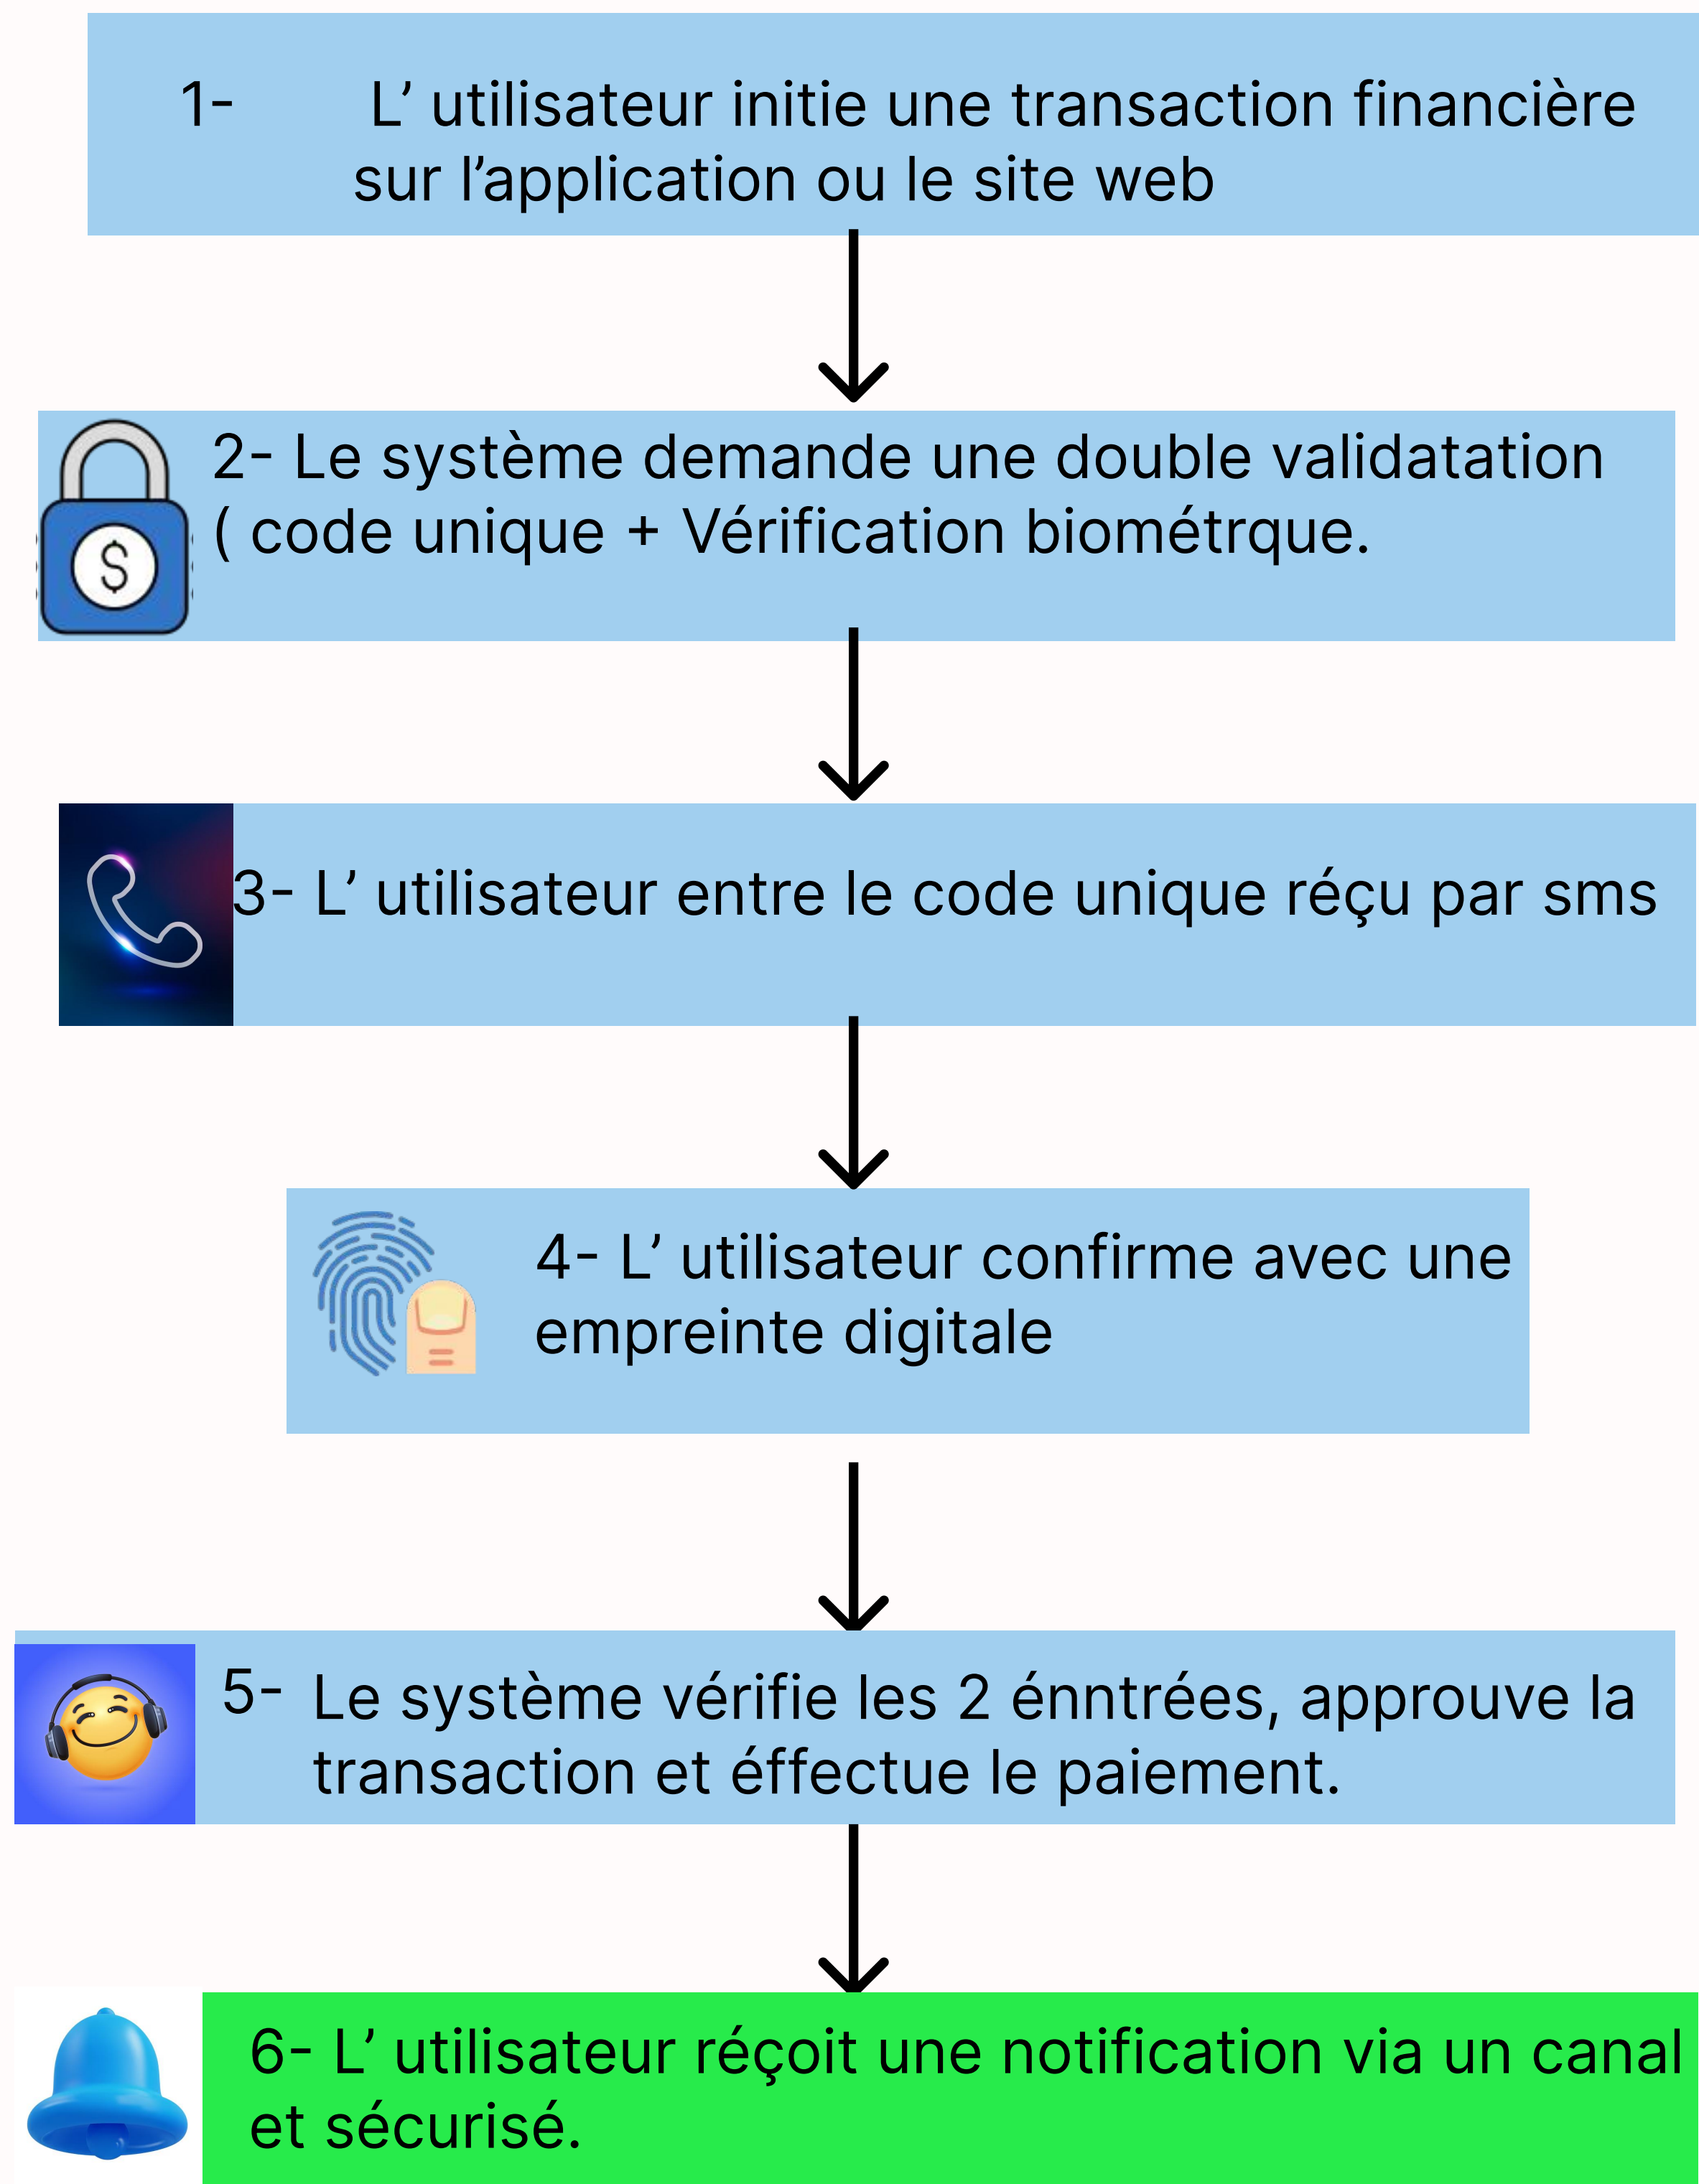 1- L’ utilisateur initie une transaction financière
sur l’application ou le site web
2- Le système demande une double validatation
( code unique + Vérification biométrque.
$
3- L’ utilisateur entre le code unique réçu par sms
4- L’ utilisateur confirme avec une
empreinte digitale
5- Le système vérifie les 2 énntrées, approuve la
transaction et éffectue le paiement.
6- L’ utilisateur réçoit une notification via un canal
et sécurisé.